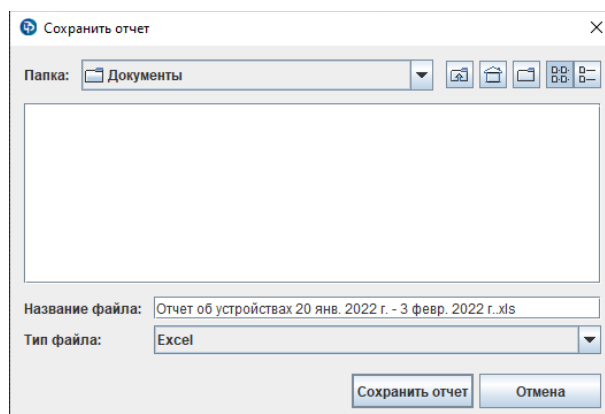 Сохранить отчет
Папка: Документы
Название файла: Отчет об устройствах 20 янв. 2022 г. - 3 февр. 2022 г..xls
Тип файла: Excel
Сохранить отчет Отмена